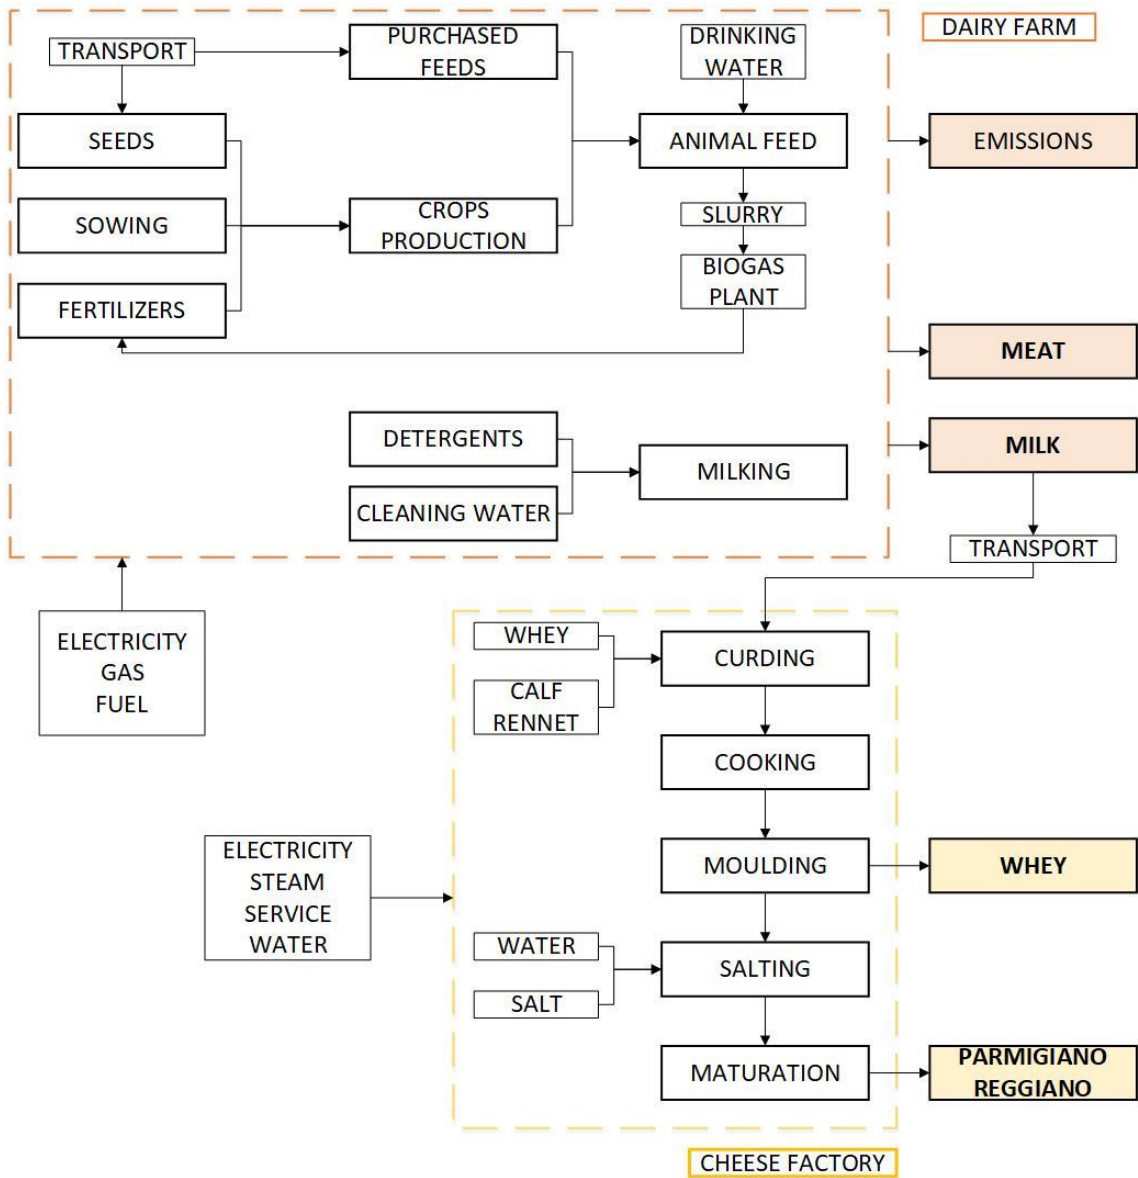 DAIRY FARM
TRANSPORT
PURCHASED
FEEDS
DRINKING
WATER
SEEDS
ANIMAL FEED
EMISSIONS
SOWING
CROPS
PRODUCTION
SLURRY
BIOGAS
PLANT
FERTILIZERS
MEAT
DETERGENTS
MILKING
MILK
CLEANING WATER
TRANSPORT
ELECTRICITY
GAS
FUEL
WHEY
CALF
RENNET
CURDING
COOKING
ELECTRICITY
STEAM
SERVICE
WATER
MOULDING
WHEY
WATER
SALT
SALTING
MATURATION
PARMIGIANO
REGGIANO
CHEESE FACTORY